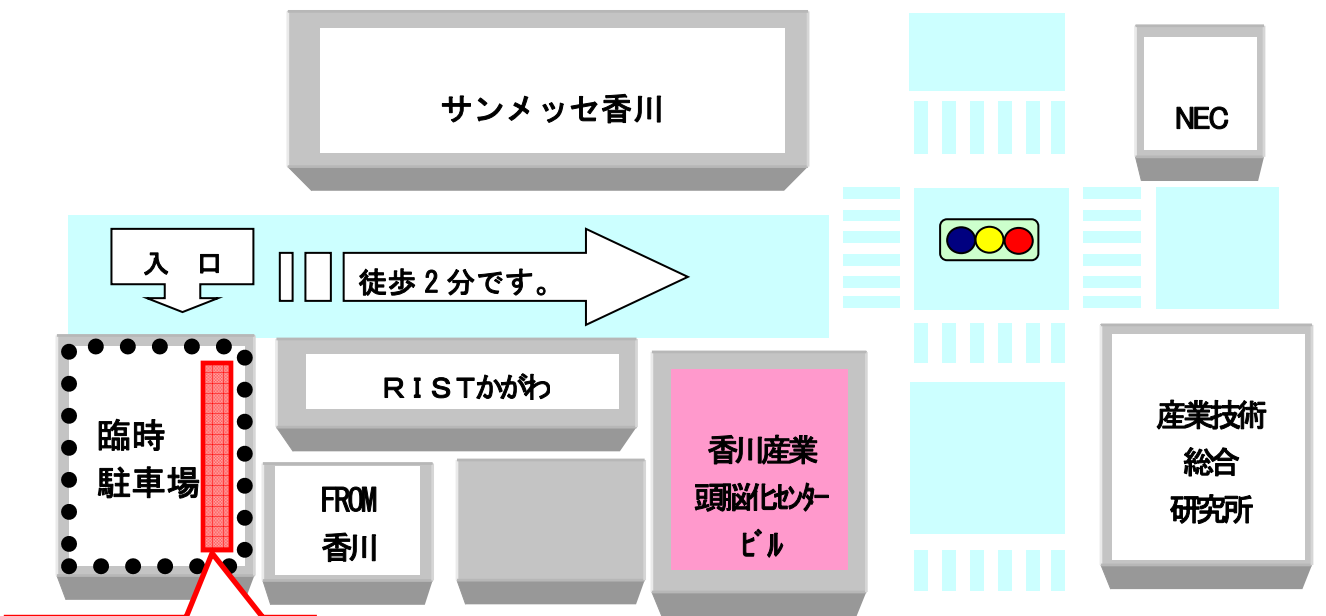 サンメッセ香川
NEC
入 口
徒歩2分です。
RISTかがわ
臨時
駐車場
FROM
香川
香川産業
頭脳化センター
ビル
産業技術
総合
研究所